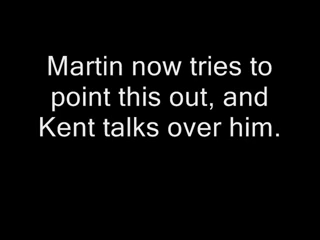 Martin now tries to
point this out, and
Kent talks over him.